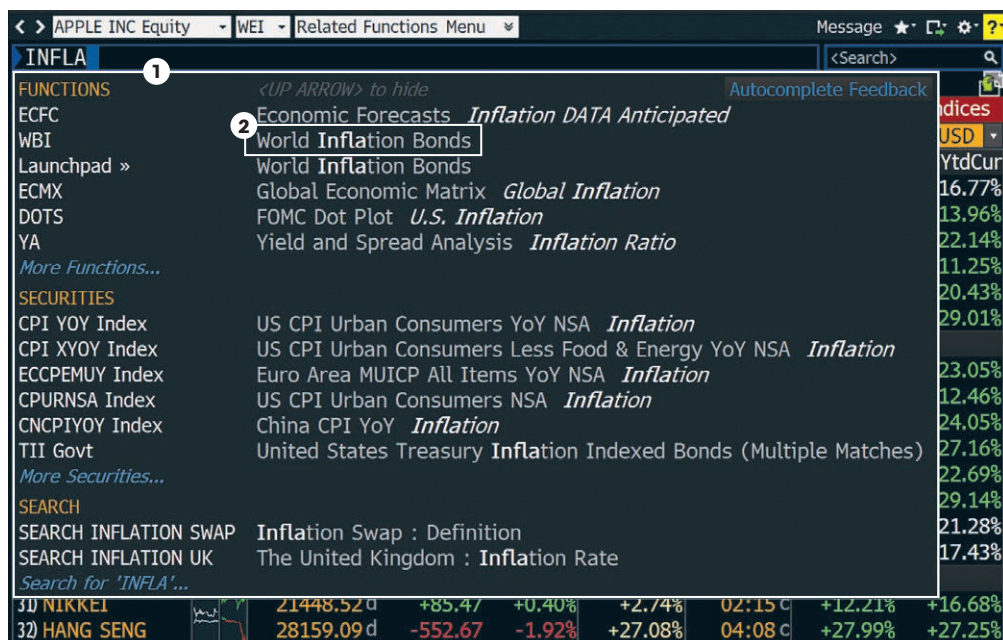 < > APPLE INC Equity WEI Related Functions Menu Message
INFLA <Search>
1
FUNCTIONS <UP ARROW> to hide Autocomplete Feedback
ECFC Economic Forecasts Inflation DATA Anticipated
2
WBI World Inflation Bonds
Launchpad » World Inflation Bonds
ECMX Global Economic Matrix Global Inflation
DOTS FOMC Dot Plot U.S. Inflation
YA Yield and Spread Analysis Inflation Ratio
More Functions...
SECURITIES
CPI YOY Index US CPI Urban Consumers YoY NSA Inflation
CPI XYOY Index US CPI Urban Consumers Less Food & Energy YoY NSA Inflation
ECCPEMUY Index Euro Area MUICP All Items YoY NSA Inflation
CPURNSA Index US CPI Urban Consumers NSA Inflation
CNCPIYOY Index China CPI YoY Inflation
TII Govt United States Treasury Inflation Indexed Bonds (Multiple Matches)
More Securities...
SEARCH
SEARCH INFLATION SWAP Inflation Swap : Definition
SEARCH INFLATION UK The United Kingdom : Inflation Rate
Search for 'INFLA'...
dices
USD
YtdCur
16.77%
13.96%
22.14%
11.25%
20.43%
29.01%
23.05%
12.46%
24.05%
27.16%
22.69%
29.14%
21.28%
17.43%
31) NIKKEI 21448.52 d +85.47 +0.40% +2.74% 02:15 c +12.21% +16.68%
32) HANG SENG 28159.09 d -552.67 -1.92% +27.08% 04:08 c +27.99% +27.25%